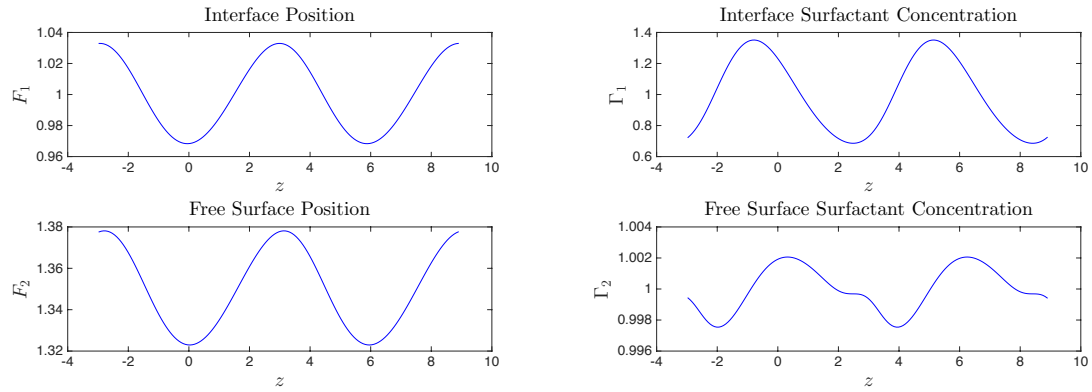 Interface Position
1.04
1.02
1
0.98
0.96
F₁
-4 -2 0 2 4 6 8 10
z
Interface Surfactant Concentration
1.4
1.2
1
0.8
0.6
Γ₁
-4 -2 0 2 4 6 8 10
z
Free Surface Position
1.38
1.36
1.34
1.32
F₂
-4 -2 0 2 4 6 8 10
z
Free Surface Surfactant Concentration
1.004
1.002
1
0.998
0.996
Γ₂
-4 -2 0 2 4 6 8 10
z